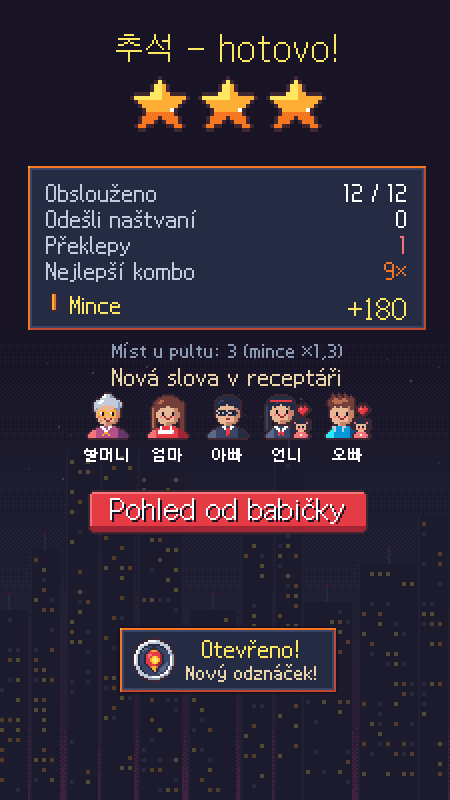 추석 - hotovo!
Obslouženo 12 / 12
Odešli naštvaní 0
Překlepy 1
Nejlepší kombo 9×
Mince +180
Míst u pultu: 3 (mince ×1,3)
Nová slova v receptáři
할머니 엄마 아빠 언니 오빠
Pohled od babičky
Otevřeno!
Nový odznáček!